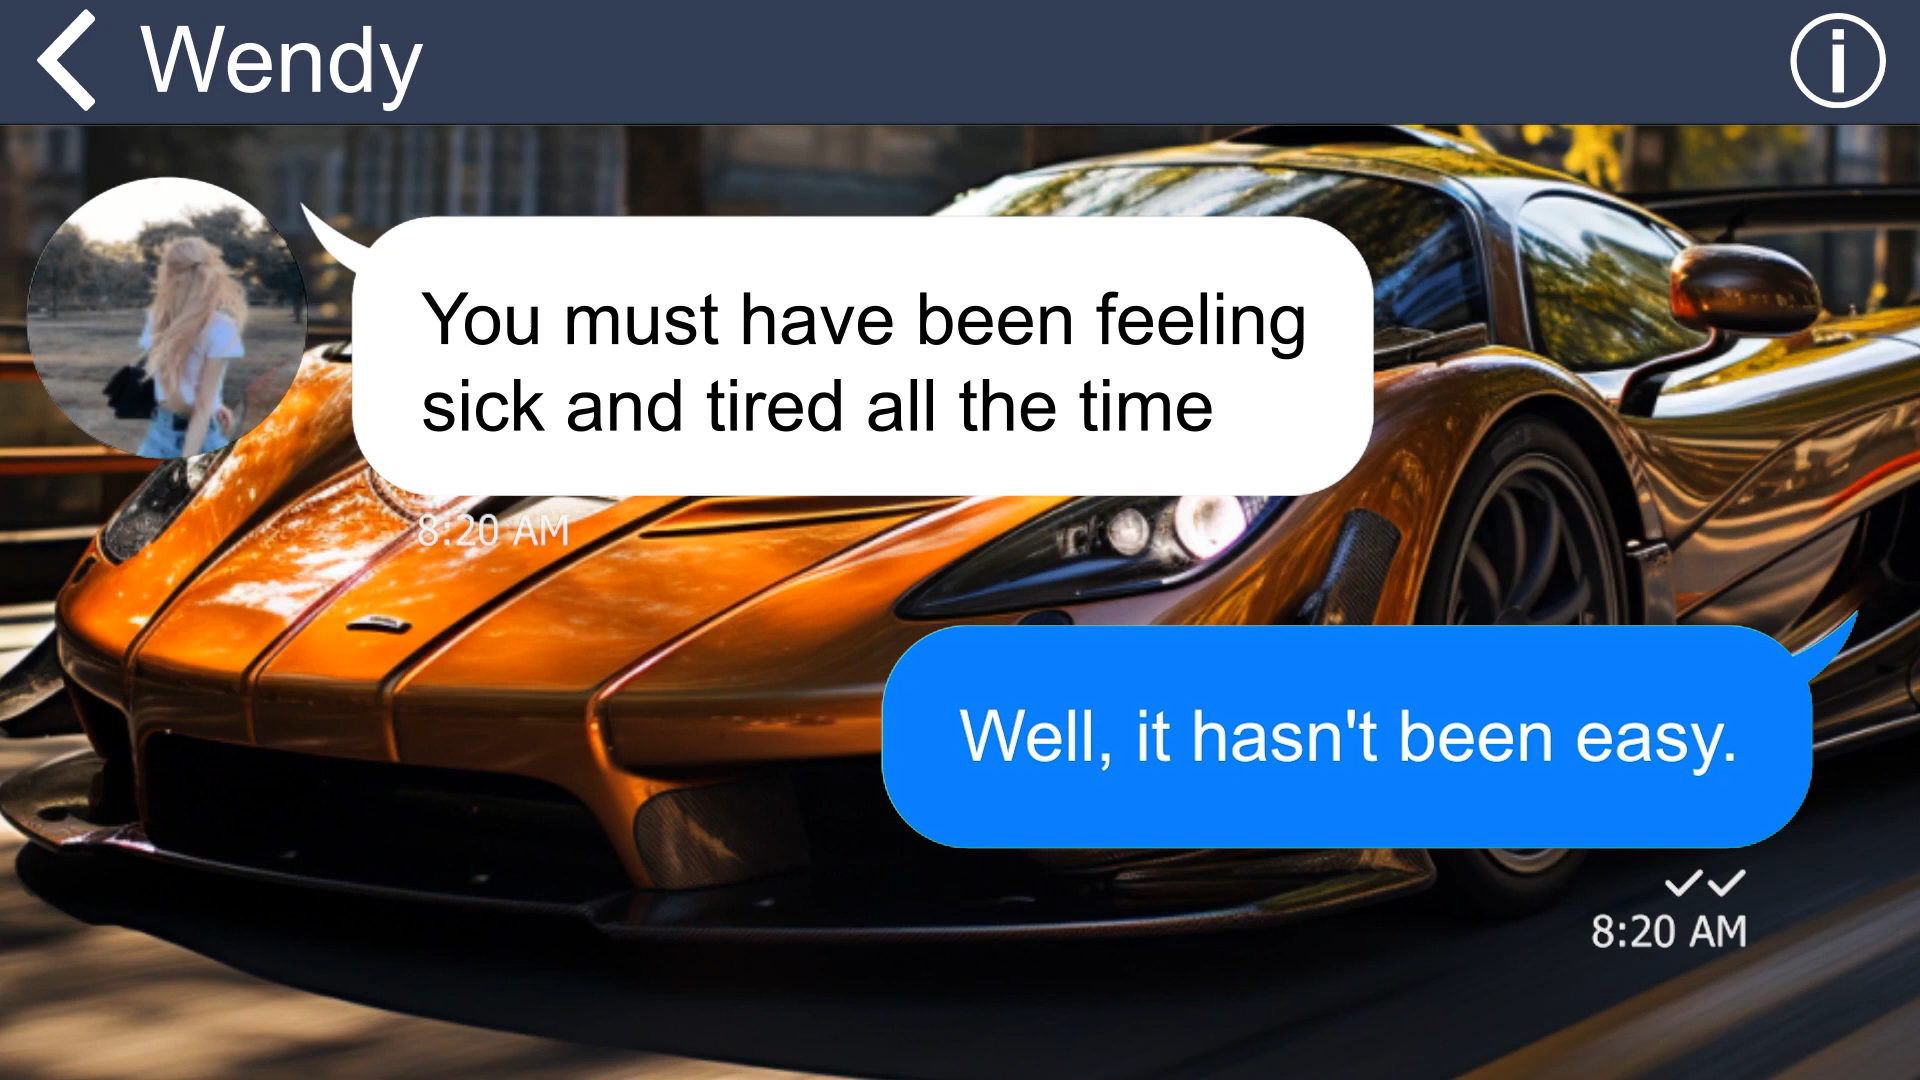 Wendy
You must have been feeling
sick and tired all the time
8:20 AM
Well, it hasn't been easy.
8:20 AM